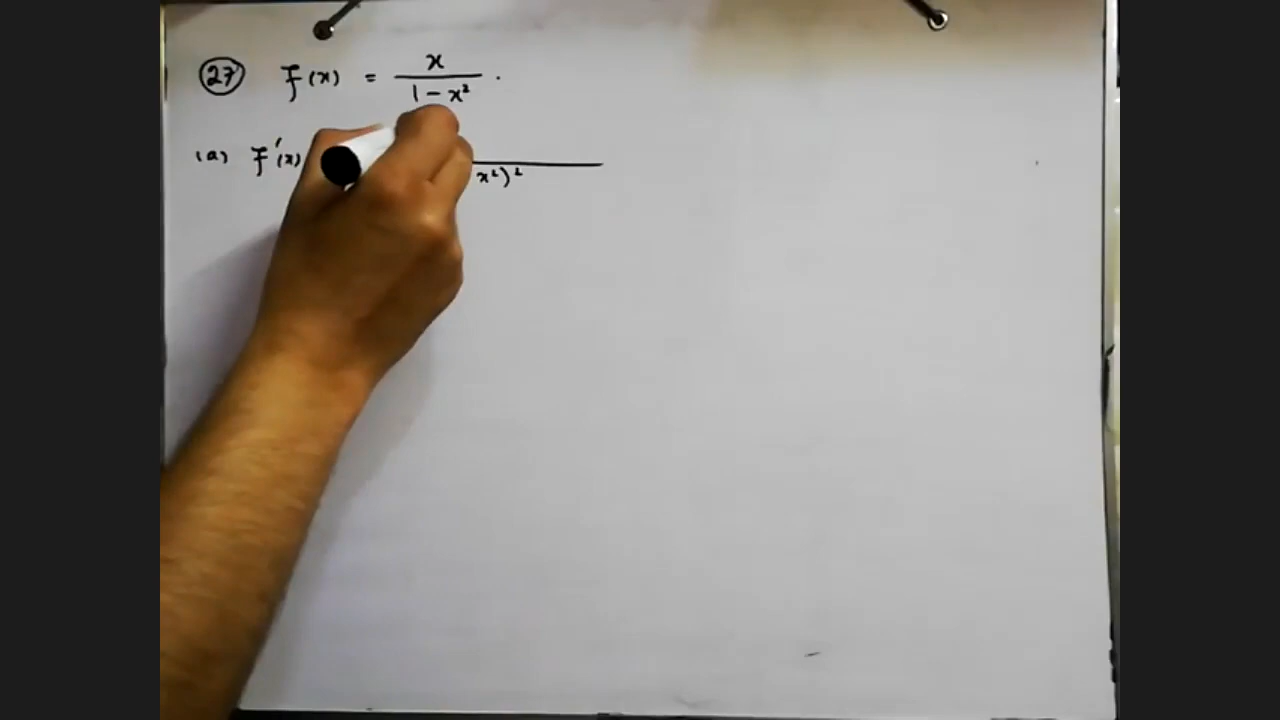 (27) f(x) = x / (1 - x²) .
(a) f'(x) x²)²